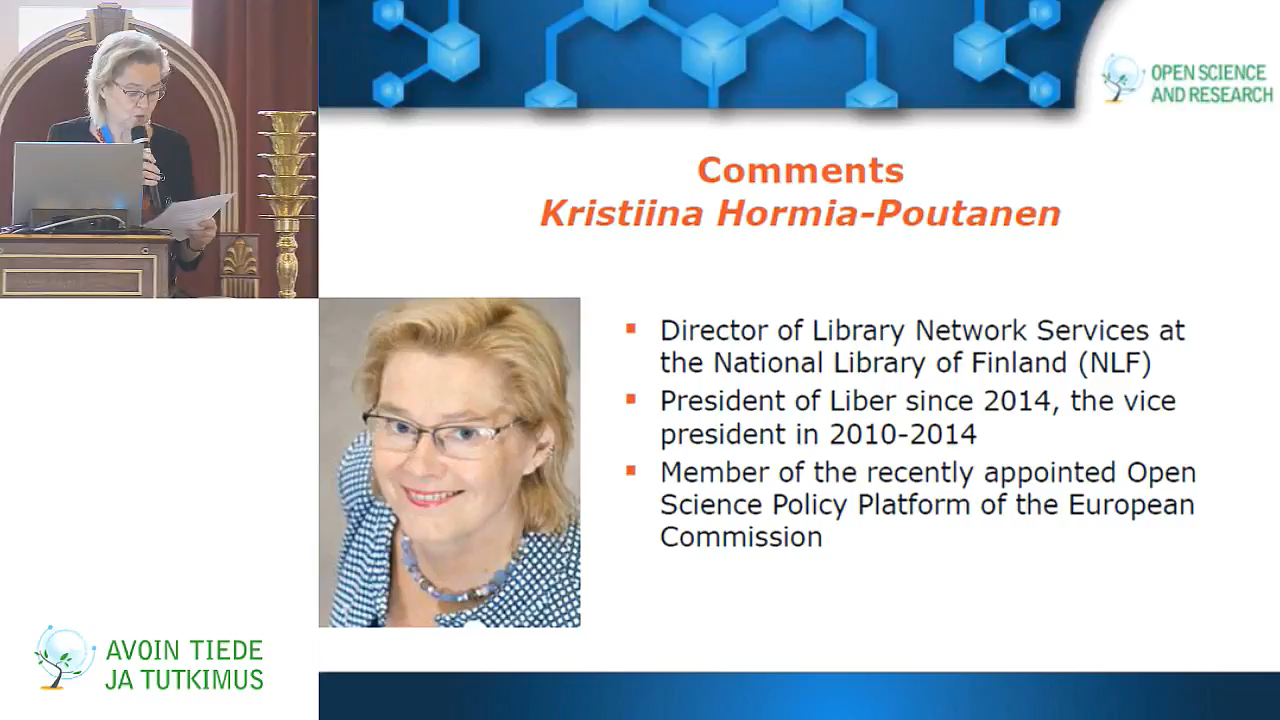 OPEN SCIENCE
AND RESEARCH
Comments
Kristiina Hormia-Poutanen
▪ Director of Library Network Services at
the National Library of Finland (NLF)
▪ President of Liber since 2014, the vice
president in 2010-2014
▪ Member of the recently appointed Open
Science Policy Platform of the European
Commission
AVOIN TIEDE
JA TUTKIMUS